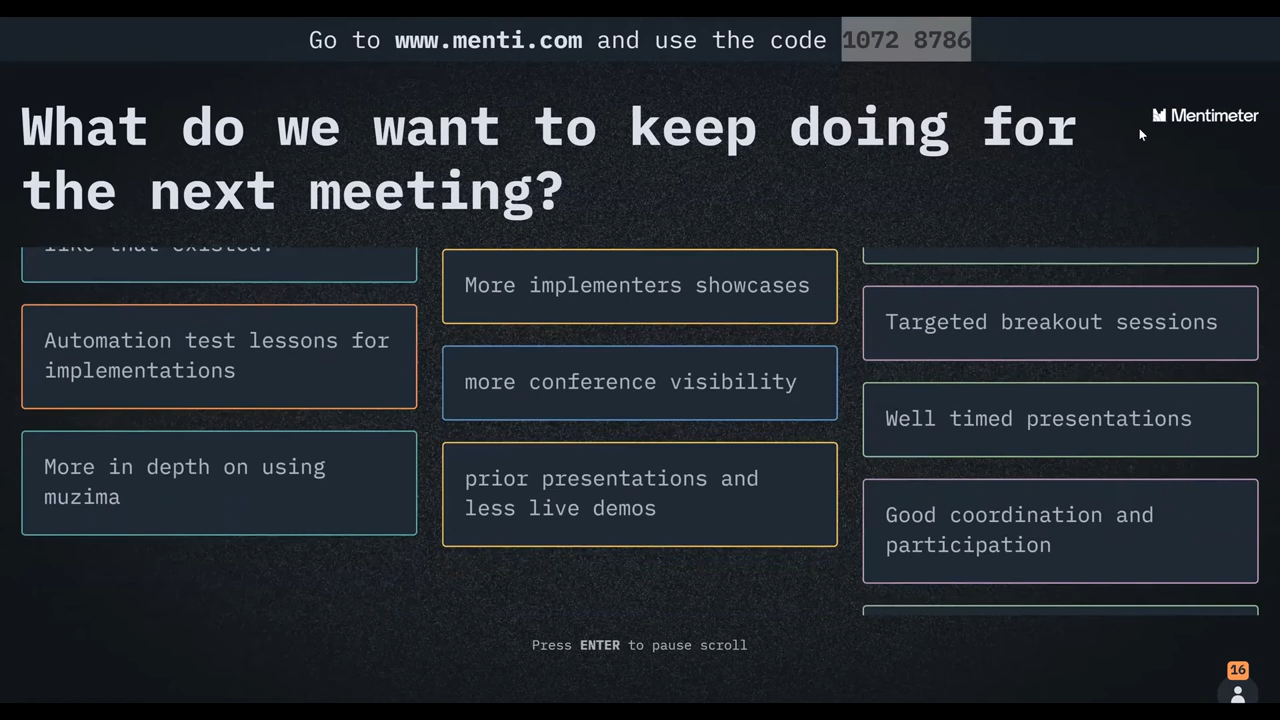 Go to www.menti.com and use the code 1072 8786
What do we want to keep doing for
the next meeting?
Mentimeter
like that existed.
Automation test lessons for
implementations
More in depth on using
muzima
More implementers showcases
more conference visibility
prior presentations and
less live demos
Targeted breakout sessions
Well timed presentations
Good coordination and
participation
Press ENTER to pause scroll
16